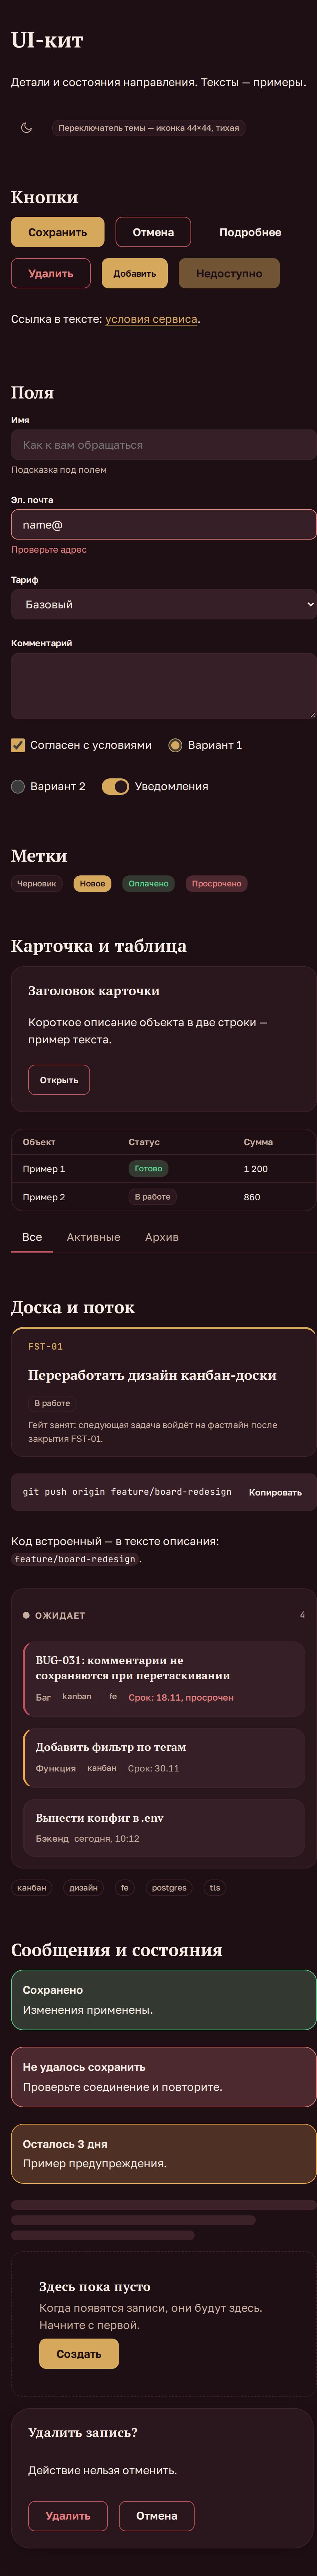 UI-кит
Детали и состояния направления. Тексты — примеры.
Переключатель темы — иконка 44×44, тихая
Кнопки
Сохранить
Отмена
Подробнее
Удалить
Добавить
Недоступно
Ссылка в тексте: условия сервиса.
Поля
Имя
Как к вам обращаться
Подсказка под полем
Эл. почта
name@
Проверьте адрес
Тариф
Базовый
Комментарий
Согласен с условиями
Вариант 1
Вариант 2
Уведомления
Метки
Черновик
Новое
Оплачено
Просрочено
Карточка и таблица
Заголовок карточки
Короткое описание объекта в две строки —
пример текста.
Открыть
Объект Статус Сумма
Пример 1 Готово 1 200
Пример 2 В работе 860
Все Активные Архив
Доска и поток
FST-01
Переработать дизайн канбан-доски
В работе
Гейт занят: следующая задача войдёт на фастлайн после
закрытия FST-01.
git push origin feature/board-redesign
Копировать
Код встроенный — в тексте описания:
feature/board-redesign.
ОЖИДАЕТ 4
BUG-031: комментарии не
сохраняются при перетаскивании
Баг kanban fe Срок: 18.11, просрочен
Добавить фильтр по тегам
Функция канбан Срок: 30.11
Вынести конфиг в .env
Бэкенд сегодня, 10:12
канбан дизайн fe postgres tls
Сообщения и состояния
Сохранено
Изменения применены.
Не удалось сохранить
Проверьте соединение и повторите.
Осталось 3 дня
Пример предупреждения.
Здесь пока пусто
Когда появятся записи, они будут здесь.
Начните с первой.
Создать
Удалить запись?
Действие нельзя отменить.
Удалить
Отмена